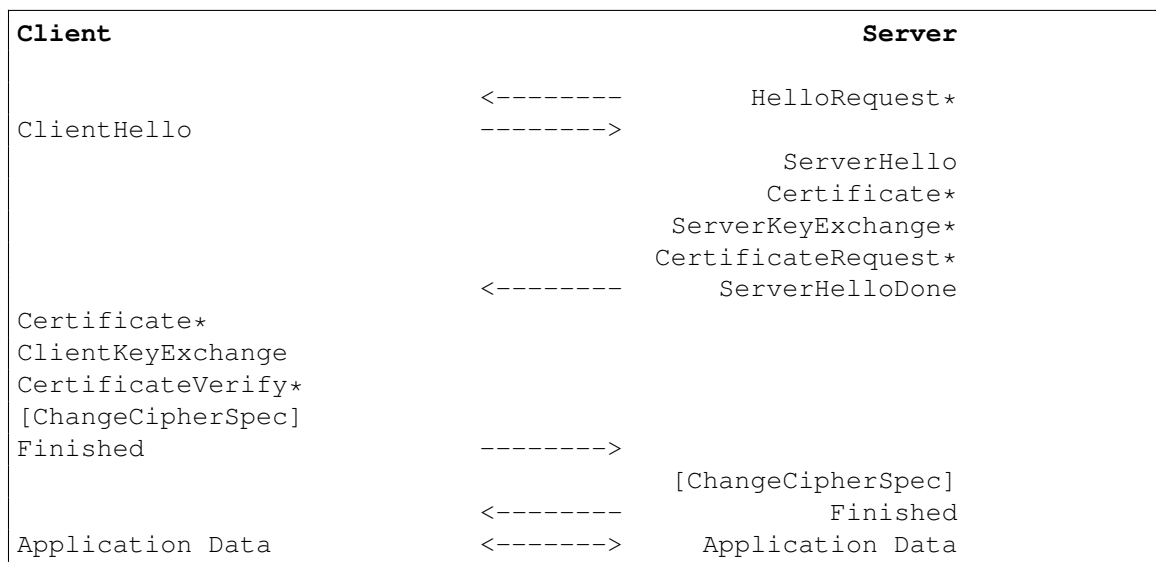 Client Server
<-------- HelloRequest*
ClientHello -------->
ServerHello
Certificate*
ServerKeyExchange*
CertificateRequest*
<-------- ServerHelloDone
Certificate*
ClientKeyExchange
CertificateVerify*
[ChangeCipherSpec]
Finished -------->
[ChangeCipherSpec]
<-------- Finished
Application Data <-------> Application Data